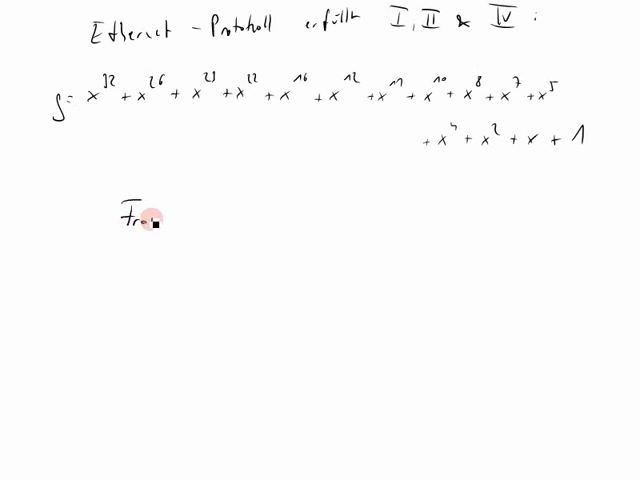 Ethernet - Protokoll erfüllt I, II & IV :
g = x^32 + x^26 + x^23 + x^22 + x^16 + x^12 + x^11 + x^10 + x^8 + x^7 + x^5
+ x^4 + x^2 + x + 1